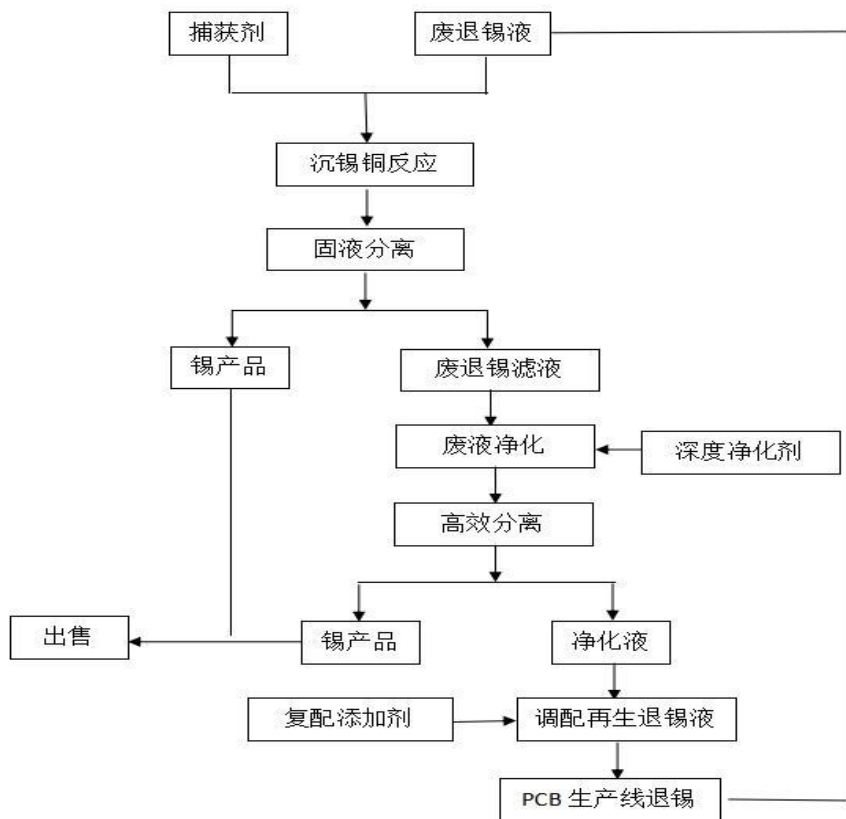 捕获剂
废退锡液
沉锡铜反应
固液分离
锡产品
废退锡滤液
废液净化
深度净化剂
高效分离
出售
锡产品
净化液
复配添加剂
调配再生退锡液
PCB 生产线退锡